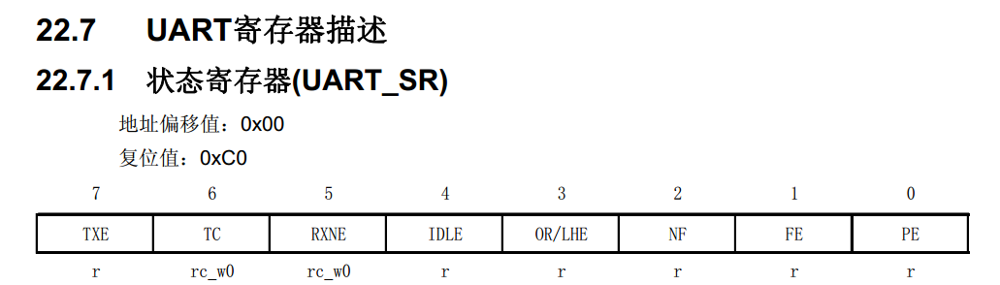 22.7 UART寄存器描述
22.7.1 状态寄存器(UART_SR)
地址偏移值：0x00
复位值：0xC0
7 6 5 4 3 2 1 0
TXE TC RXNE IDLE OR/LHE NF FE PE
r rc_w0 rc_w0 r r r r r